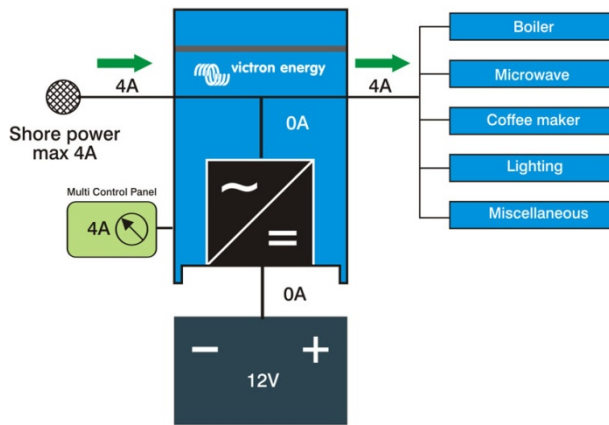 victron energy
4A
4A
Shore power
max 4A
0A
Multi Control Panel
4A
~
=
0A
− +
12V
Boiler
Microwave
Coffee maker
Lighting
Miscellaneous